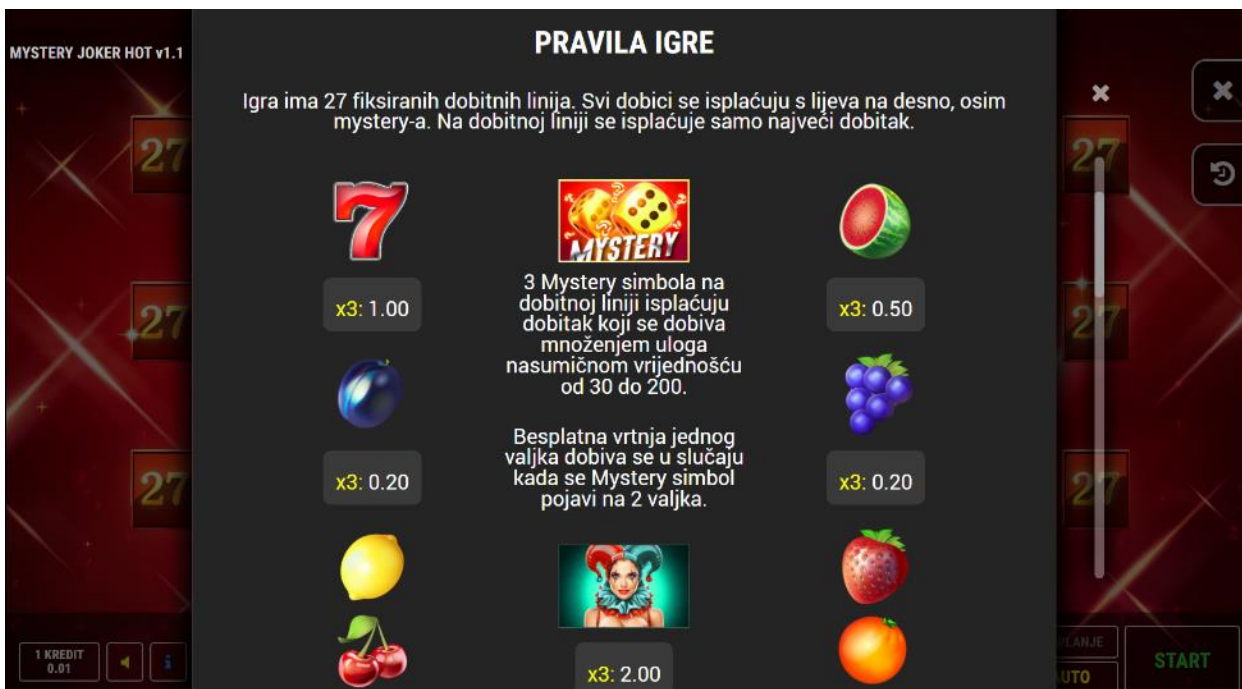 MYSTERY JOKER HOT v1.1
PRAVILA IGRE
Igra ima 27 fiksiranih dobitnih linija. Svi dobici se isplaćuju s lijeva na desno, osim
mystery-a. Na dobitnoj liniji se isplaćuje samo najveći dobitak.
27
27
MYSTERY
x3: 1.00
3 Mystery simbola na
dobitnoj liniji isplaćuju
dobitak koji se dobiva
množenjem uloga
nasumičnom vrijednošću
od 30 do 200.
x3: 0.50
27
27
Besplatna vrtnja jednog
valjka dobiva se u slučaju
kada se Mystery simbol
pojavi na 2 valjka.
x3: 0.20
x3: 0.20
27
27
1 KREDIT
0.01
x3: 2.00
AUTO
START